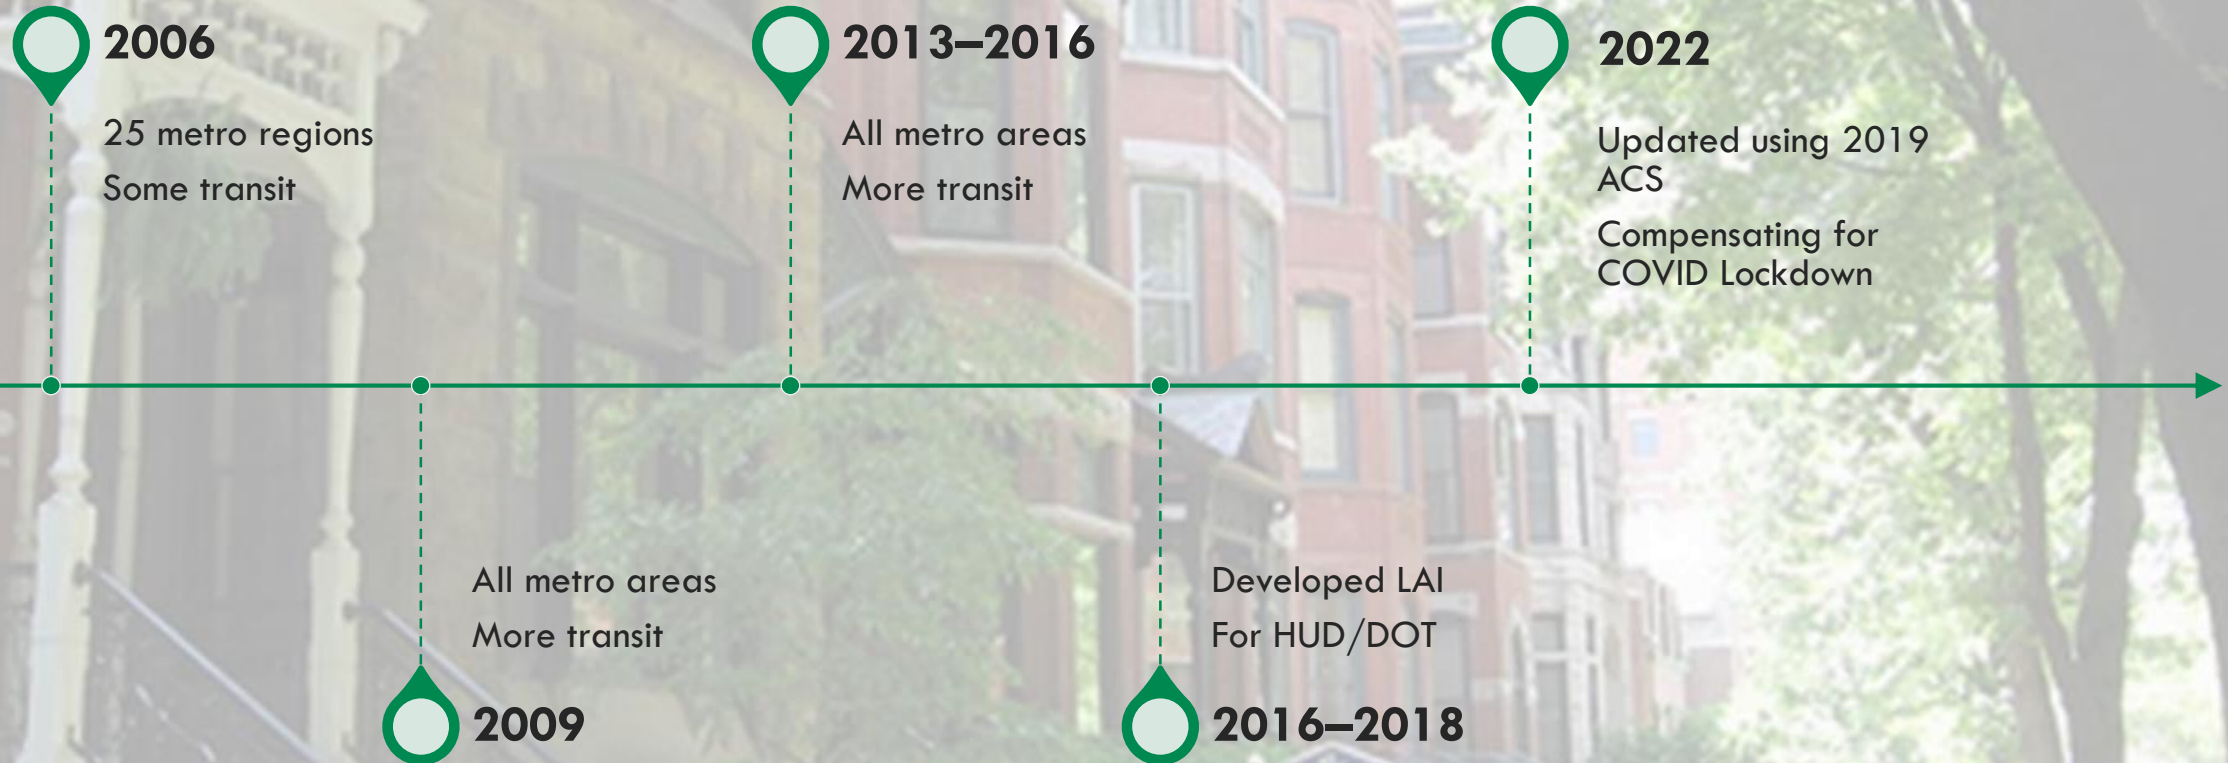 2006
25 metro regions
Some transit
2009
All metro areas
More transit
2013–2016
All metro areas
More transit
2016–2018
Developed LAI
For HUD/DOT
2022
Updated using 2019
ACS
Compensating for
COVID Lockdown